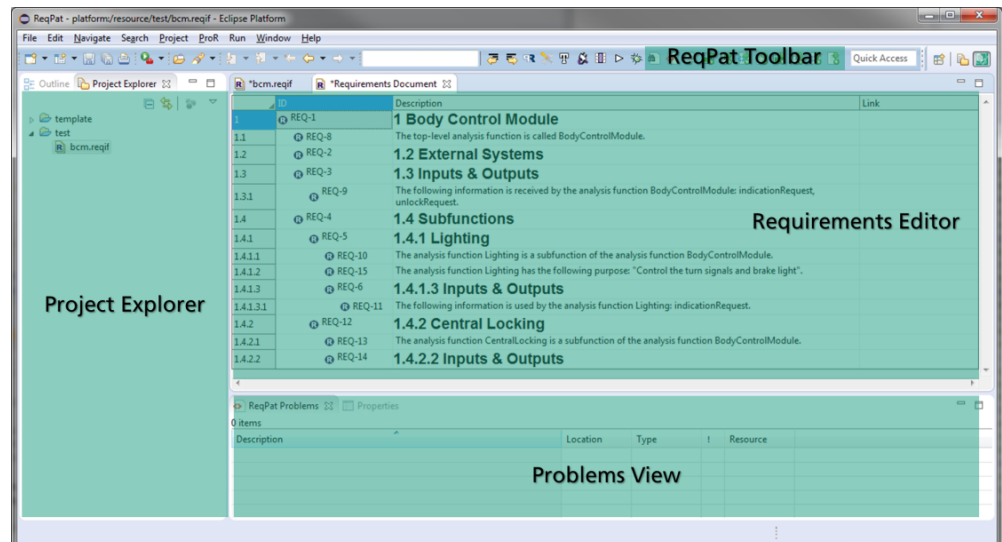 ReqPat - platform:/resource/test/bcm.reqif - Eclipse Platform
File Edit Navigate Search Project ProR Run Window Help
ReqPat Toolbar
Quick Access
Outline Project Explorer
*bcm.reqif *Requirements Document
template
test
bcm.reqif
ID Description Link
1 REQ-1 1 Body Control Module
1.1 REQ-8 The top-level analysis function is called BodyControlModule.
1.2 REQ-2 1.2 External Systems
1.3 REQ-3 1.3 Inputs & Outputs
1.3.1 REQ-9 The following information is received by the analysis function BodyControlModule: indicationRequest,
unlockRequest.
1.4 REQ-4 1.4 Subfunctions
Requirements Editor
1.4.1 REQ-5 1.4.1 Lighting
1.4.1.1 REQ-10 The analysis function Lighting is a subfunction of the analysis function BodyControlModule.
1.4.1.2 REQ-15 The analysis function Lighting has the following purpose: "Control the turn signals and brake light".
1.4.1.3 REQ-6 1.4.1.3 Inputs & Outputs
1.4.1.3.1 REQ-11 The following information is used by the analysis function Lighting: indicationRequest.
Project Explorer
1.4.2 REQ-12 1.4.2 Central Locking
1.4.2.1 REQ-13 The analysis function CentralLocking is a subfunction of the analysis function BodyControlModule.
1.4.2.2 REQ-14 1.4.2.2 Inputs & Outputs
ReqPat Problems Properties
0 items
Description Location Type ! Resource
Problems View